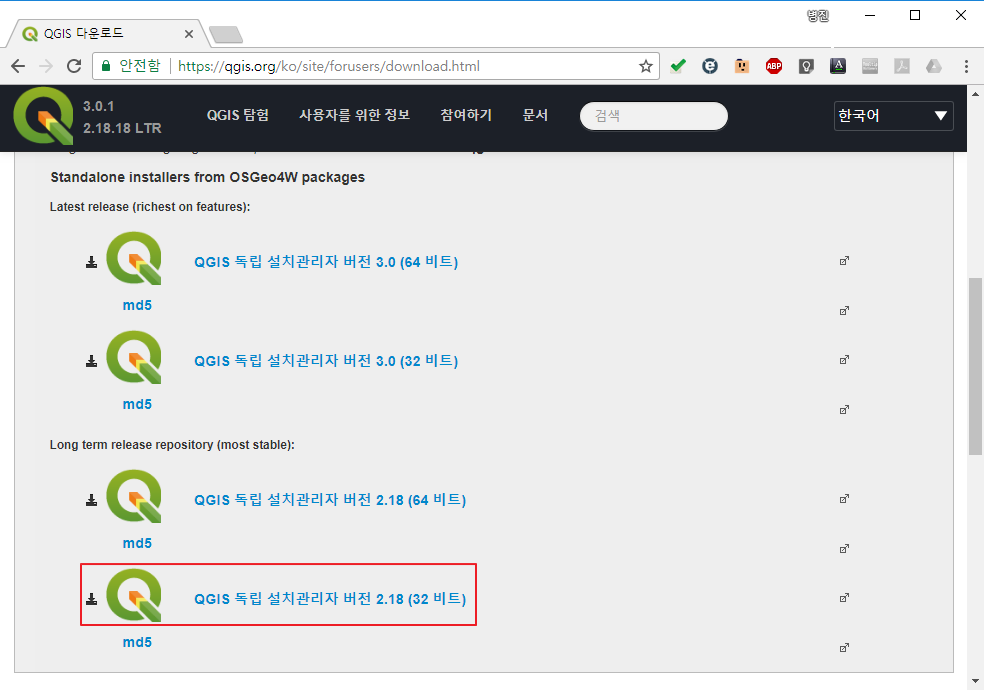 병진
QGIS 다운로드
안전함 https://qgis.org/ko/site/forusers/download.html
ABP
A
3.0.1
2.18.18 LTR
QGIS 탐험 사용자를 위한 정보 참여하기 문서 검색 한국어
Standalone installers from OSGeo4W packages
Latest release (richest on features):
QGIS 독립 설치관리자 버전 3.0 (64 비트)
md5
QGIS 독립 설치관리자 버전 3.0 (32 비트)
md5
Long term release repository (most stable):
QGIS 독립 설치관리자 버전 2.18 (64 비트)
md5
QGIS 독립 설치관리자 버전 2.18 (32 비트)
md5